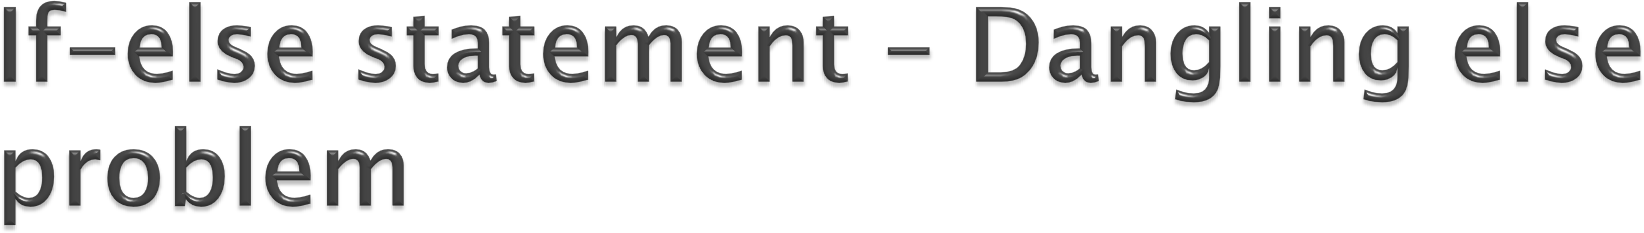 If-else statement – Dangling else
problem